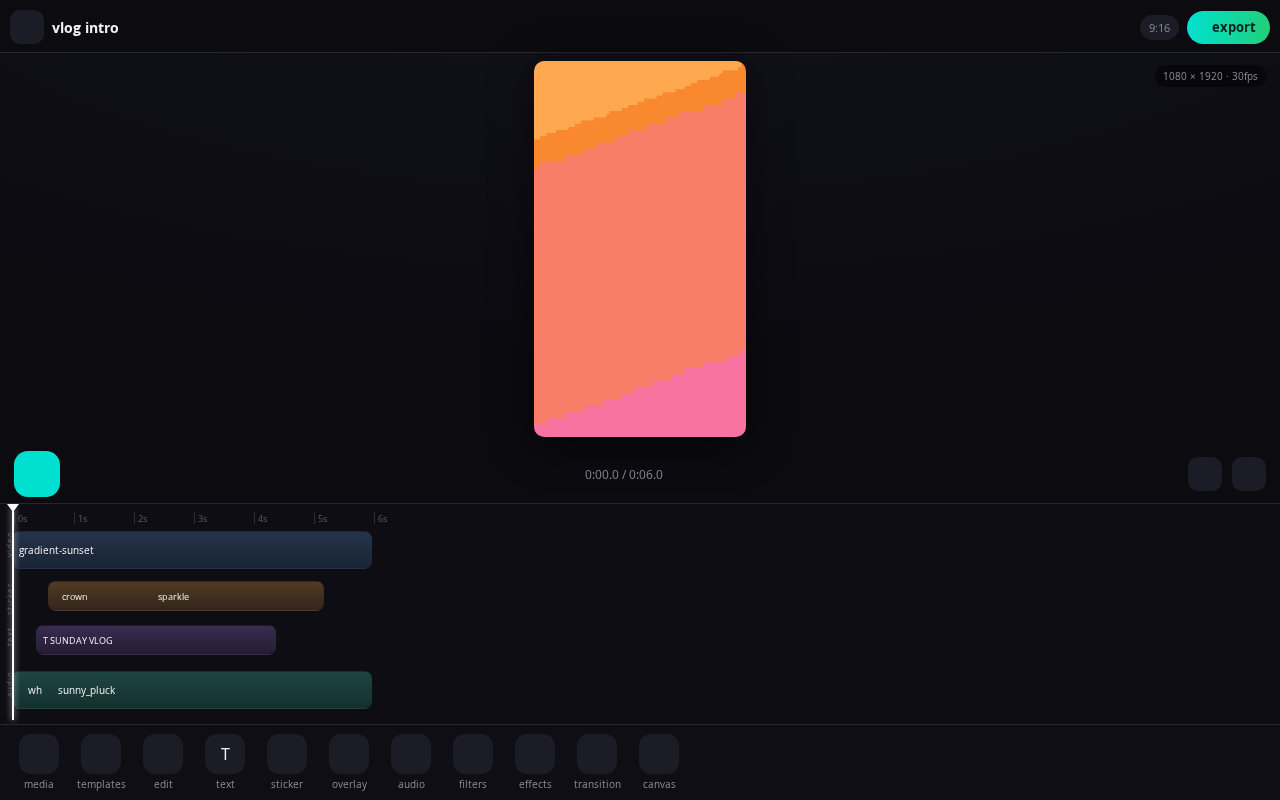 vlog intro
9:16
export
1080 × 1920 · 30fps
0:00.0 / 0:06.0
0s 1s 2s 3s 4s 5s 6s
gradient-sunset
crown sparkle
T SUNDAY VLOG
wh sunny_pluck
T
media templates edit text sticker overlay audio filters effects transition canvas